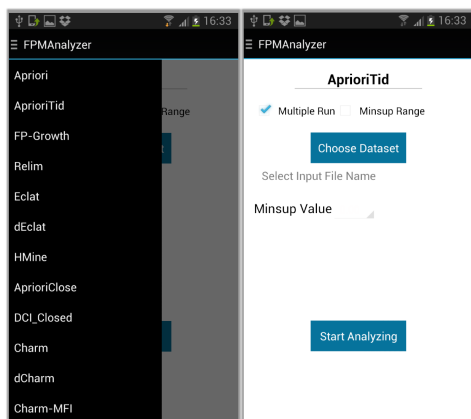 16:33
FPMAnalyzer
Apriori
AprioriTid
FP-Growth
Relim
Eclat
dEclat
HMine
AprioriClose
DCI_Closed
Charm
dCharm
Charm-MFI
Range
t
16:33
FPMAnalyzer
AprioriTid
Multiple Run Minsup Range
Choose Dataset
Select Input File Name
Minsup Value
Start Analyzing